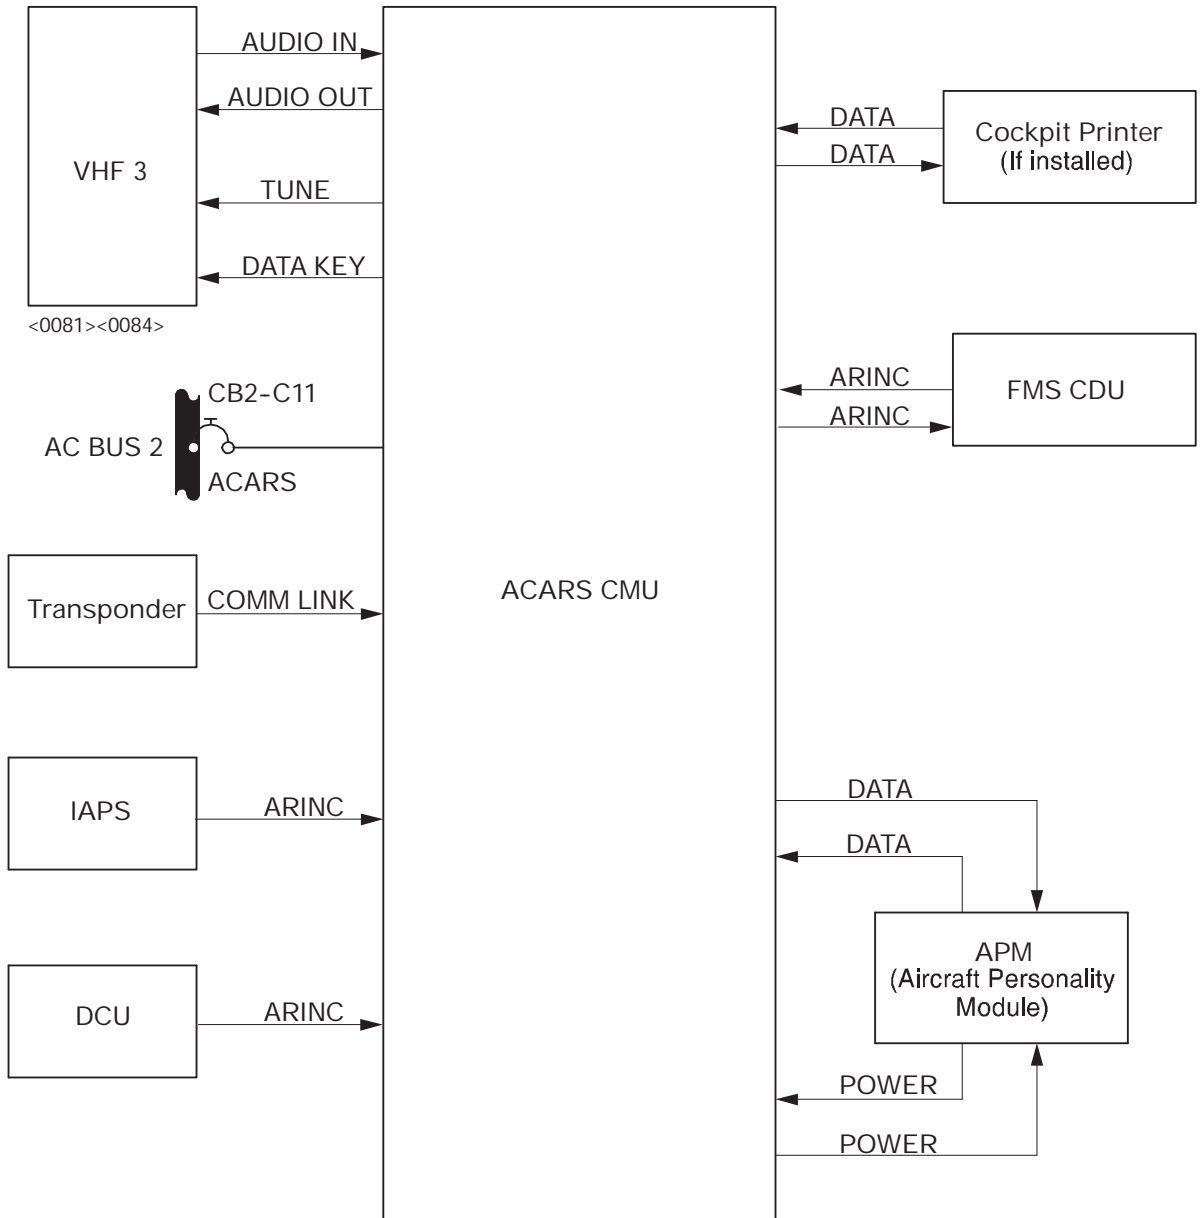 VHF 3
AUDIO IN
AUDIO OUT
TUNE
DATA KEY
<0081><0084>
CB2-C11
AC BUS 2
ACARS
Transponder
COMM LINK
IAPS
ARINC
DCU
ARINC
ACARS CMU
DATA
DATA
Cockpit Printer
(If installed)
ARINC
ARINC
FMS CDU
DATA
DATA
APM
(Aircraft Personality
Module)
POWER
POWER